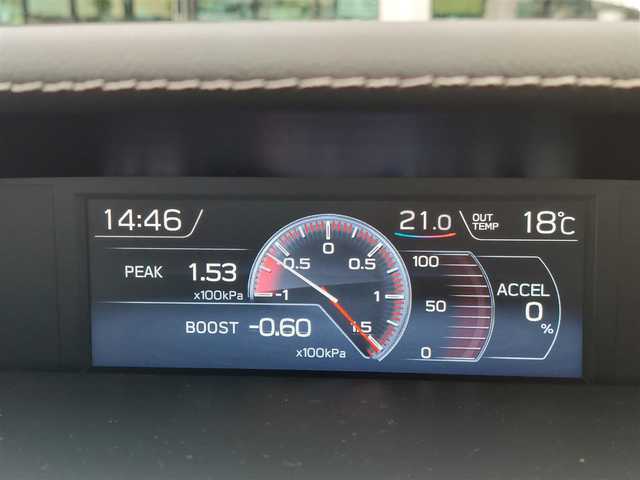 14:46
21.0
OUT TEMP 18°C
PEAK 1.53
x100kPa
BOOST -0.60
x100kPa
-1
-0.5
0
0.5
1
1.5
100
50
0
ACCEL
0
%